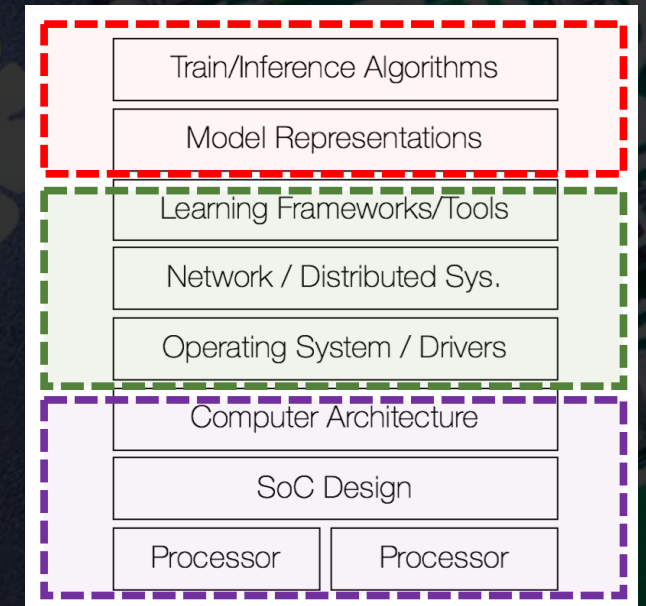 Train/Inference Algorithms
Model Representations
Learning Frameworks/Tools
Network / Distributed Sys.
Operating System / Drivers
Computer Architecture
SoC Design
Processor Processor